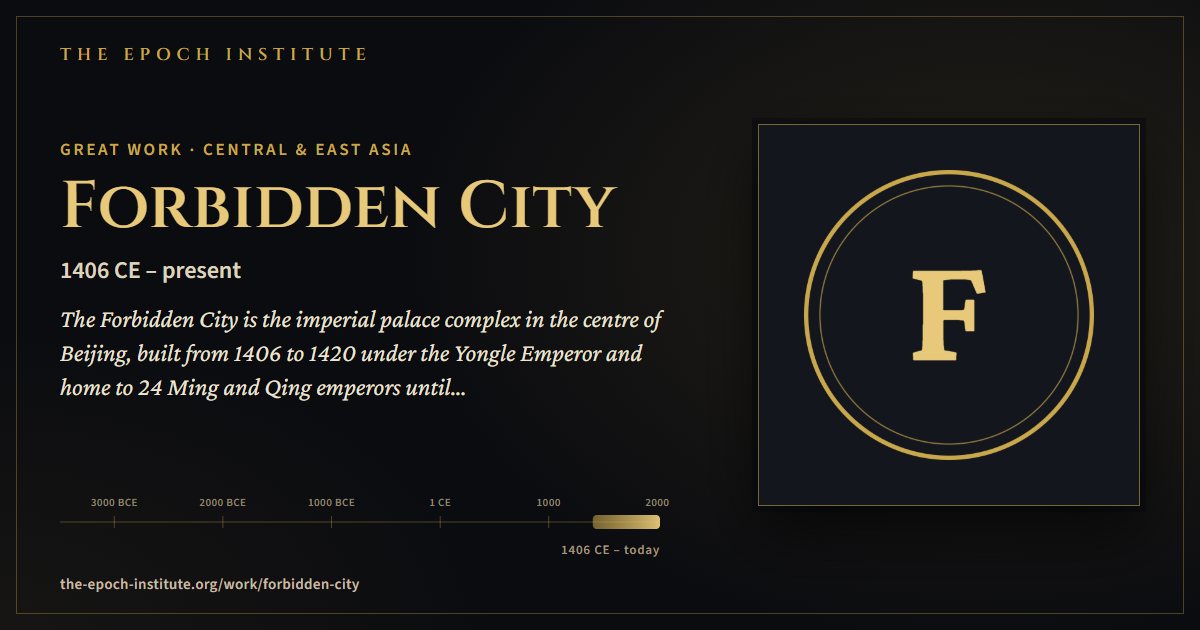 THE EPOCH INSTITUTE
GREAT WORK · CENTRAL & EAST ASIA
FORBIDDEN CITY
1406 CE – present
The Forbidden City is the imperial palace complex in the centre of
Beijing, built from 1406 to 1420 under the Yongle Emperor and
home to 24 Ming and Qing emperors until...
F
3000 BCE 2000 BCE 1000 BCE 1 CE 1000 2000
1406 CE – today
the-epoch-institute.org/work/forbidden-city